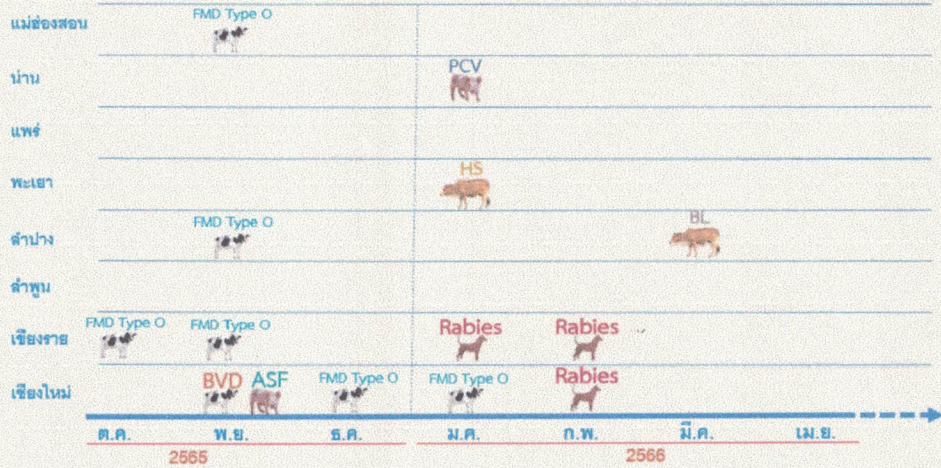 FMD Type O
แม่ฮ่องสอน
PCV
น่าน
แพร่
HS
พะเยา
FMD Type O BL
ลำปาง
ลำพูน
FMD Type O FMD Type O Rabies Rabies
เชียงราย
BVD ASF FMD Type O FMD Type O Rabies
เชียงใหม่
ต.ค. พ.ย. ธ.ค. ม.ค. ก.พ. มี.ค. เม.ย.
2565 2566